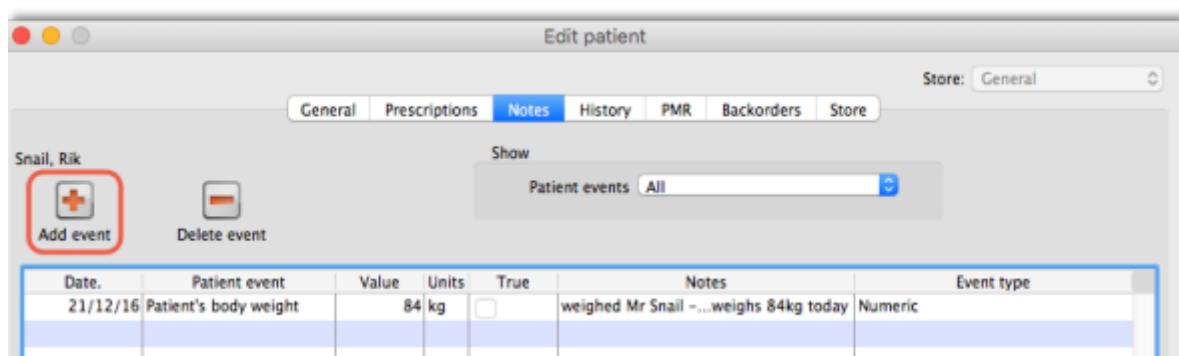 Edit patient
Store: General
General Prescriptions Notes History PMR Backorders Store
Snail, Rik
Show
Patient events All
Add event Delete event
Date. Patient event Value Units True Notes Event type
21/12/16 Patient's body weight 84 kg weighed Mr Snail –...weighs 84kg today Numeric